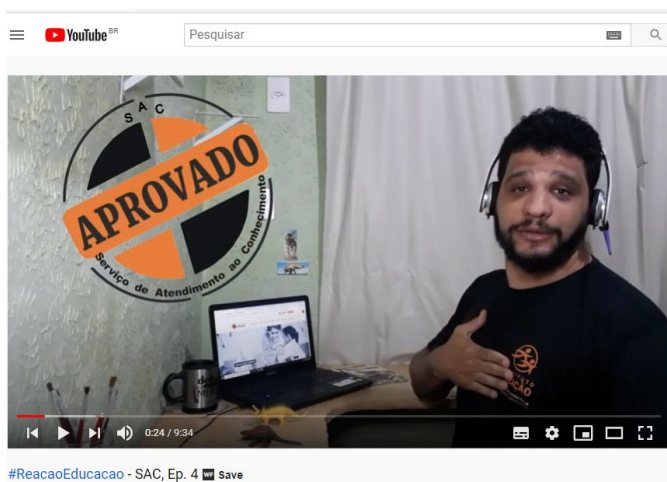 YouTube BR
Pesquisar
SAC
APROVADO
Serviço de Atendimento ao Conhecimento
0:24 / 9:34
#ReacaoEducacao - SAC, Ep. 4 WF Save